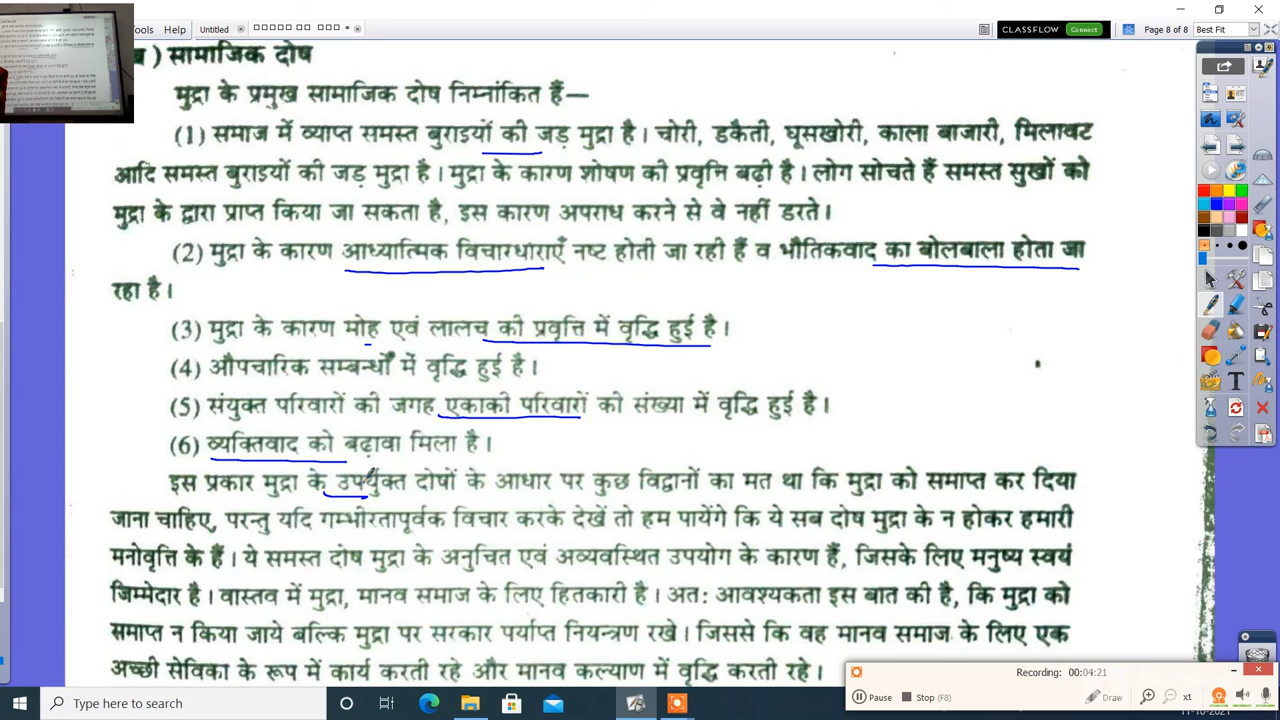 Tools Help Untitled Page 8 of 8 Best Fit
CLASSFLOW Connect
) सामाजिक दोष
मुद्रा के प्रमुख सामाजिक दोष निम्नांकित हैं—
(1) समाज में व्याप्त समस्त बुराइयों की जड़ मुद्रा है। चोरी, डकैती, घूसखोरी, काला बाजारी, मिलावट
आदि समस्त बुराइयों की जड़ मुद्रा है। मुद्रा के कारण शोषण की प्रवृत्ति बढ़ी है। लोग सोचते हैं समस्त सुखों को
मुद्रा के द्वारा प्राप्त किया जा सकता है, इस कारण अपराध करने से वे नहीं डरते।
(2) मुद्रा के कारण आध्यात्मिक विचारधाराएँ नष्ट होती जा रही हैं व भौतिकवाद का बोलबाला होता जा
रहा है।
(3) मुद्रा के कारण मोह एवं लालच की प्रवृत्ति में वृद्धि हुई है।
(4) औपचारिक सम्बन्धों में वृद्धि हुई है।
(5) संयुक्त परिवारों की जगह एकाकी परिवारों की संख्या में वृद्धि हुई है।
(6) व्यक्तिवाद को बढ़ावा मिला है।
इस प्रकार मुद्रा के उपर्युक्त दोषों के आधार पर कुछ विद्वानों का मत था कि मुद्रा को समाप्त कर दिया
जाना चाहिए, परन्तु यदि गम्भीरतापूर्वक विचार करके देखें तो हम पायेंगे कि ये सब दोष मुद्रा के न होकर हमारी
मनोवृत्ति के हैं। ये समस्त दोष मुद्रा के अनुचित एवं अव्यवस्थित उपयोग के कारण हैं, जिसके लिए मनुष्य स्वयं
जिम्मेदार है। वास्तव में मुद्रा, मानव समाज के लिए हितकारी है। अत: आवश्यकता इस बात की है, कि मुद्रा को
समाप्त न किया जाये बल्कि मुद्रा पर सरकार पर्याप्त नियन्त्रण रखे। जिससे कि वह मानव समाज के लिए एक
अच्छी सेविका के रूप में कार्य करती रहे और मानव कल्याण में वृद्धि करती रहे।
Recording: 00:04:21
Pause Stop (F8) Draw x1
Type here to search
11-10-2021